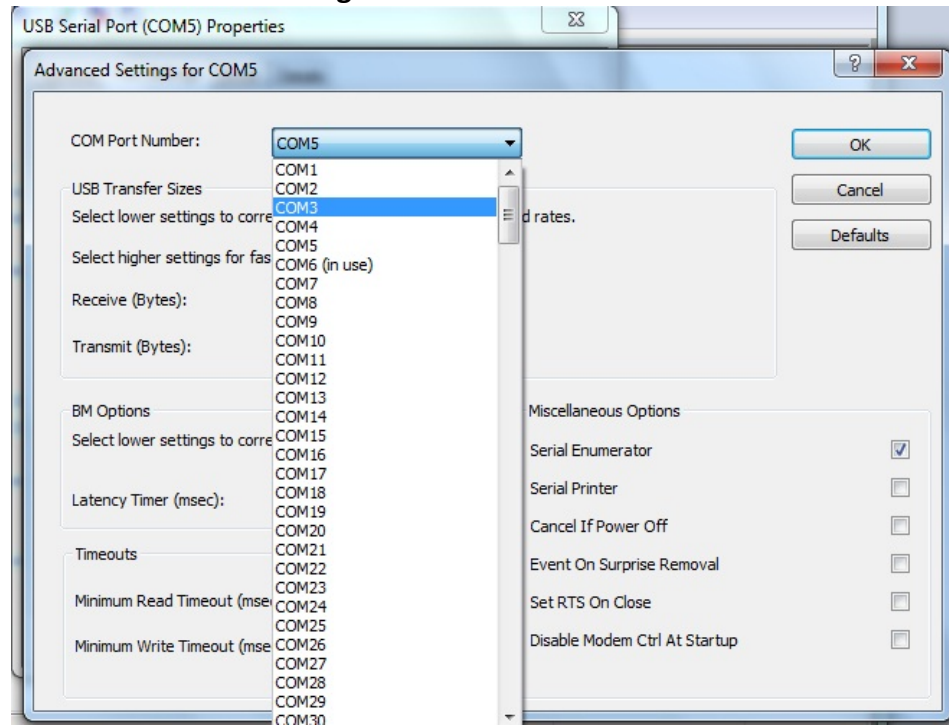 USB Serial Port (COM5) Properties
Advanced Settings for COM5
COM Port Number:
COM5
OK
Cancel
Defaults
USB Transfer Sizes
Select lower settings to corre
d rates.
Select higher settings for fas
Receive (Bytes):
Transmit (Bytes):
COM1
COM2
COM3
COM4
COM5
COM6 (in use)
COM7
COM8
COM9
COM10
COM11
COM12
COM13
COM14
COM15
COM16
COM17
COM18
COM19
COM20
COM21
COM22
COM23
COM24
COM25
COM26
COM27
COM28
COM29
COM30
BM Options
Select lower settings to corre
Latency Timer (msec):
Timeouts
Minimum Read Timeout (mse
Minimum Write Timeout (mse
Miscellaneous Options
Serial Enumerator
Serial Printer
Cancel If Power Off
Event On Surprise Removal
Set RTS On Close
Disable Modem Ctrl At Startup